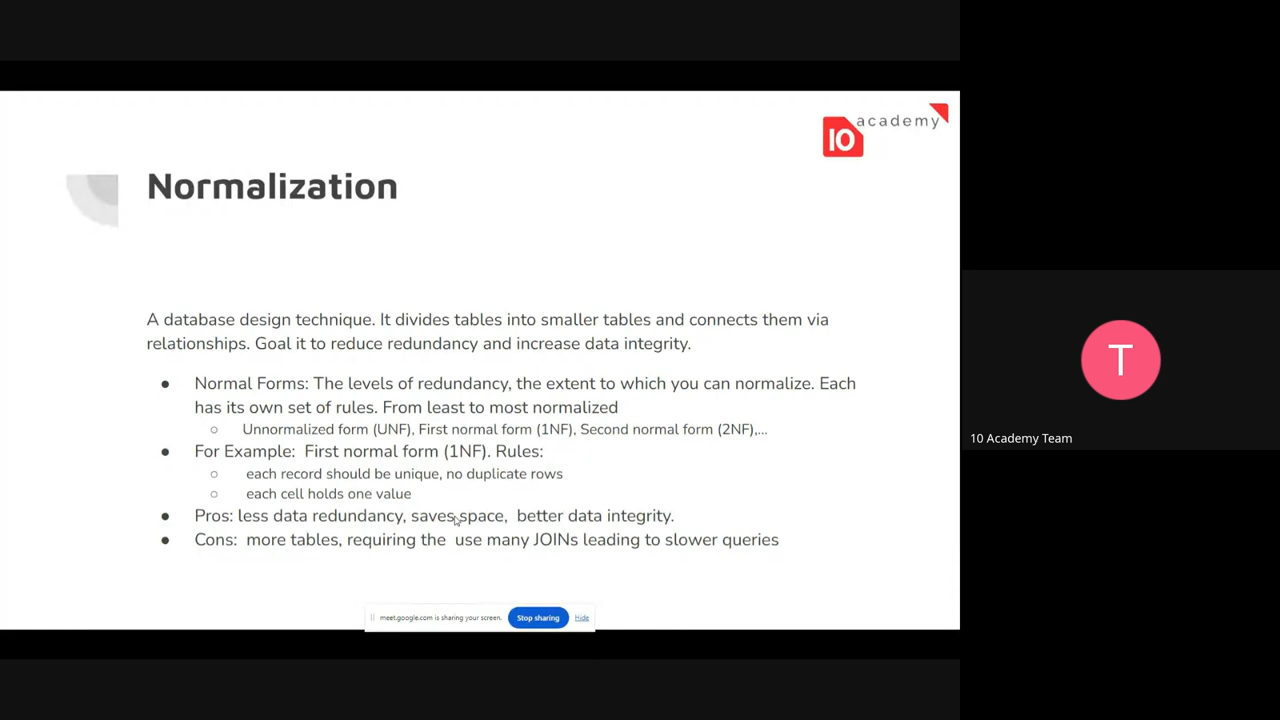 academy
10
Normalization
A database design technique. It divides tables into smaller tables and connects them via
relationships. Goal it to reduce redundancy and increase data integrity.
● Normal Forms: The levels of redundancy, the extent to which you can normalize. Each
has its own set of rules. From least to most normalized
○ Unnormalized form (UNF), First normal form (1NF), Second normal form (2NF),...
● For Example: First normal form (1NF). Rules:
○ each record should be unique, no duplicate rows
○ each cell holds one value
● Pros: less data redundancy, saves space, better data integrity.
● Cons: more tables, requiring the use many JOINs leading to slower queries
meet.google.com is sharing your screen.
Stop sharing
Hide
T
10 Academy Team